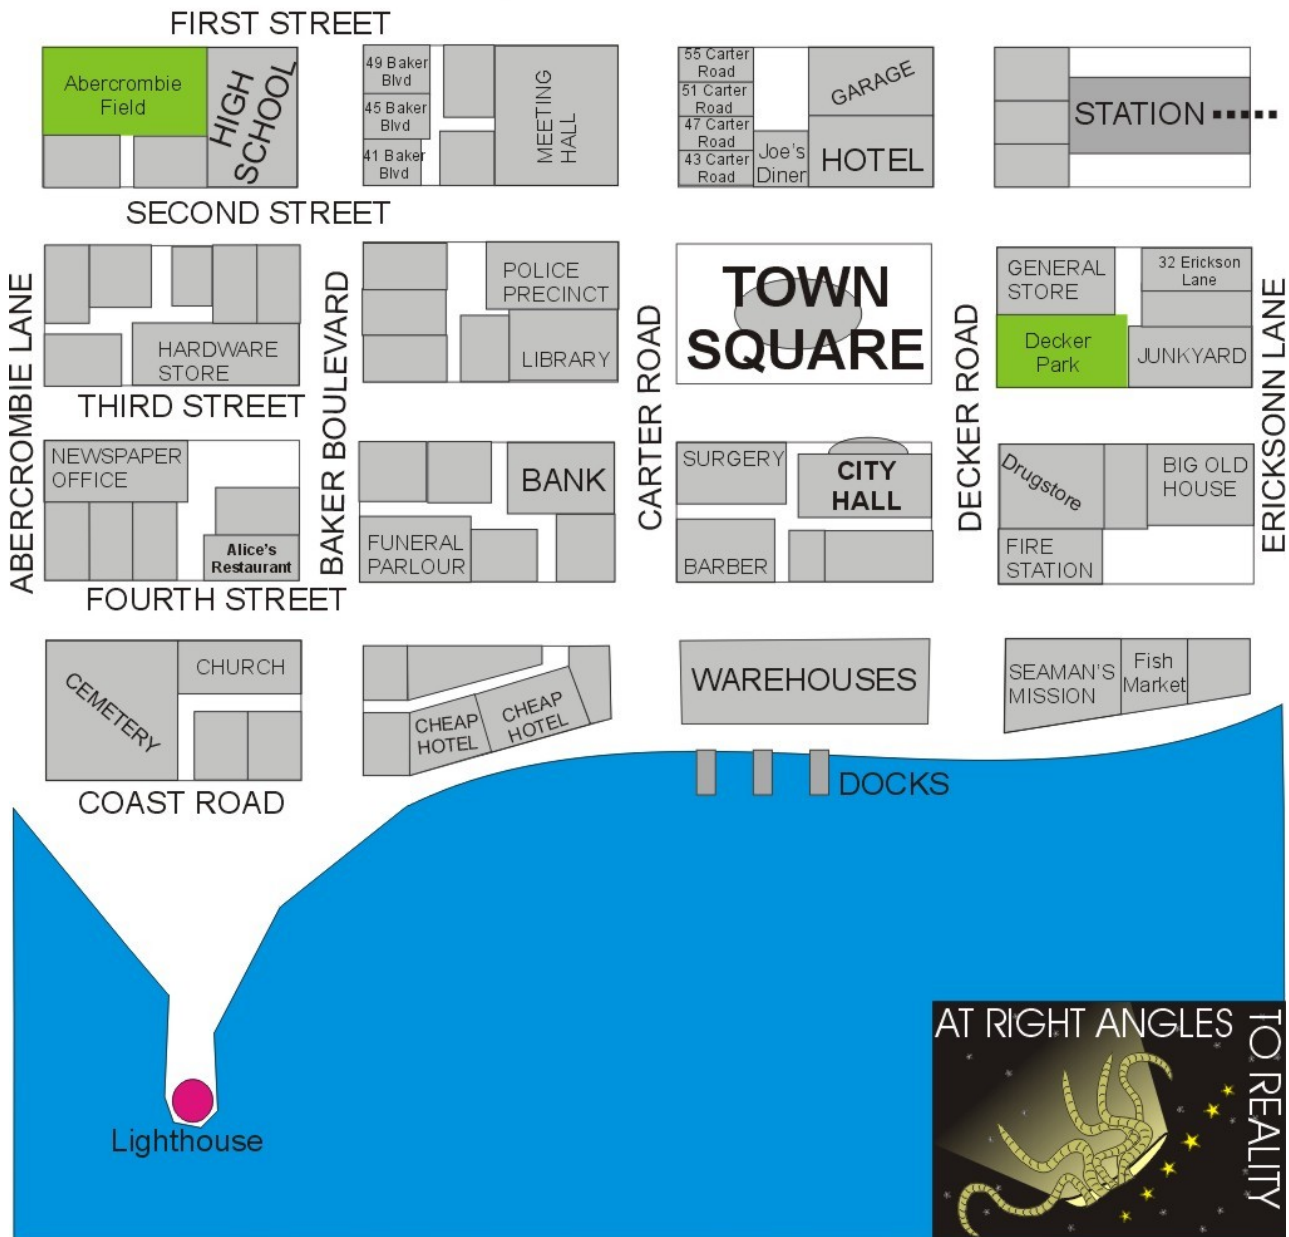 FIRST STREET
Abercrombie
Field
HIGH
SCHOOL
49 Baker
Blvd
45 Baker
Blvd
41 Baker
Blvd
MEETING
HALL
55 Carter
Road
51 Carter
Road
47 Carter
Road
43 Carter
Road
Joe's
Diner
GARAGE
HOTEL
STATION
SECOND STREET
ABERCROMBIE LANE
HARDWARE
STORE
BAKER BOULEVARD
POLICE
PRECINCT
LIBRARY
CARTER ROAD
TOWN
SQUARE
DECKER ROAD
GENERAL
STORE
32 Erickson
Lane
Decker
Park
JUNKYARD
ERICKSONN LANE
THIRD STREET
NEWSPAPER
OFFICE
Alice's
Restaurant
BANK
FUNERAL
PARLOUR
SURGERY
CITY
HALL
BARBER
Drugstore
BIG OLD
HOUSE
FIRE
STATION
FOURTH STREET
CEMETERY
CHURCH
CHEAP
HOTEL
CHEAP
HOTEL
WAREHOUSES
SEAMAN'S
MISSION
Fish
Market
COAST ROAD
DOCKS
Lighthouse
AT RIGHT ANGLES
TO REALITY